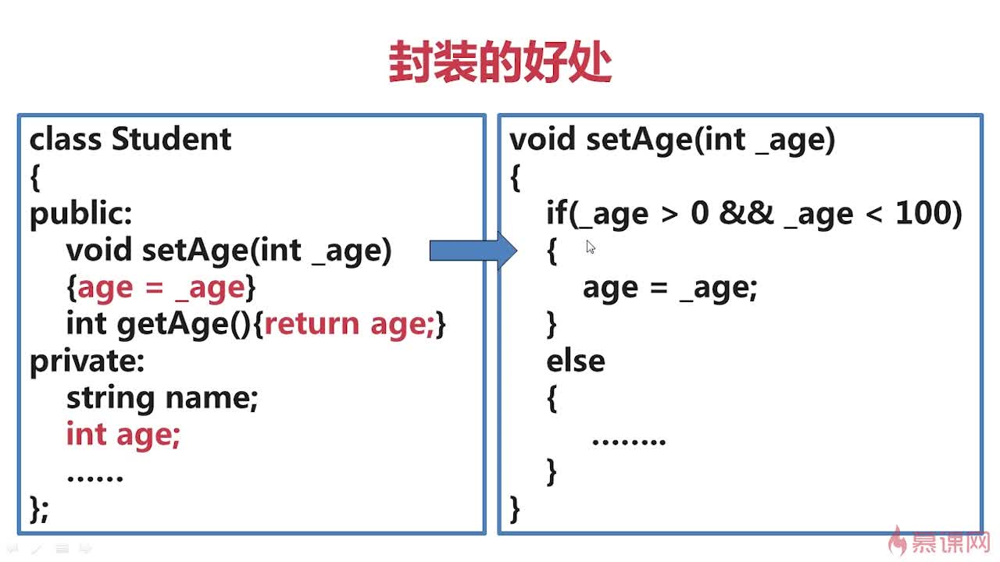 封装的好处
class Student
{
public:
void setAge(int _age)
{age = _age}
int getAge(){return age;}
private:
string name;
int age;
……
};
void setAge(int _age)
{
if(_age > 0 && _age < 100)
{
age = _age;
}
else
{
……..
}
}
慕课网